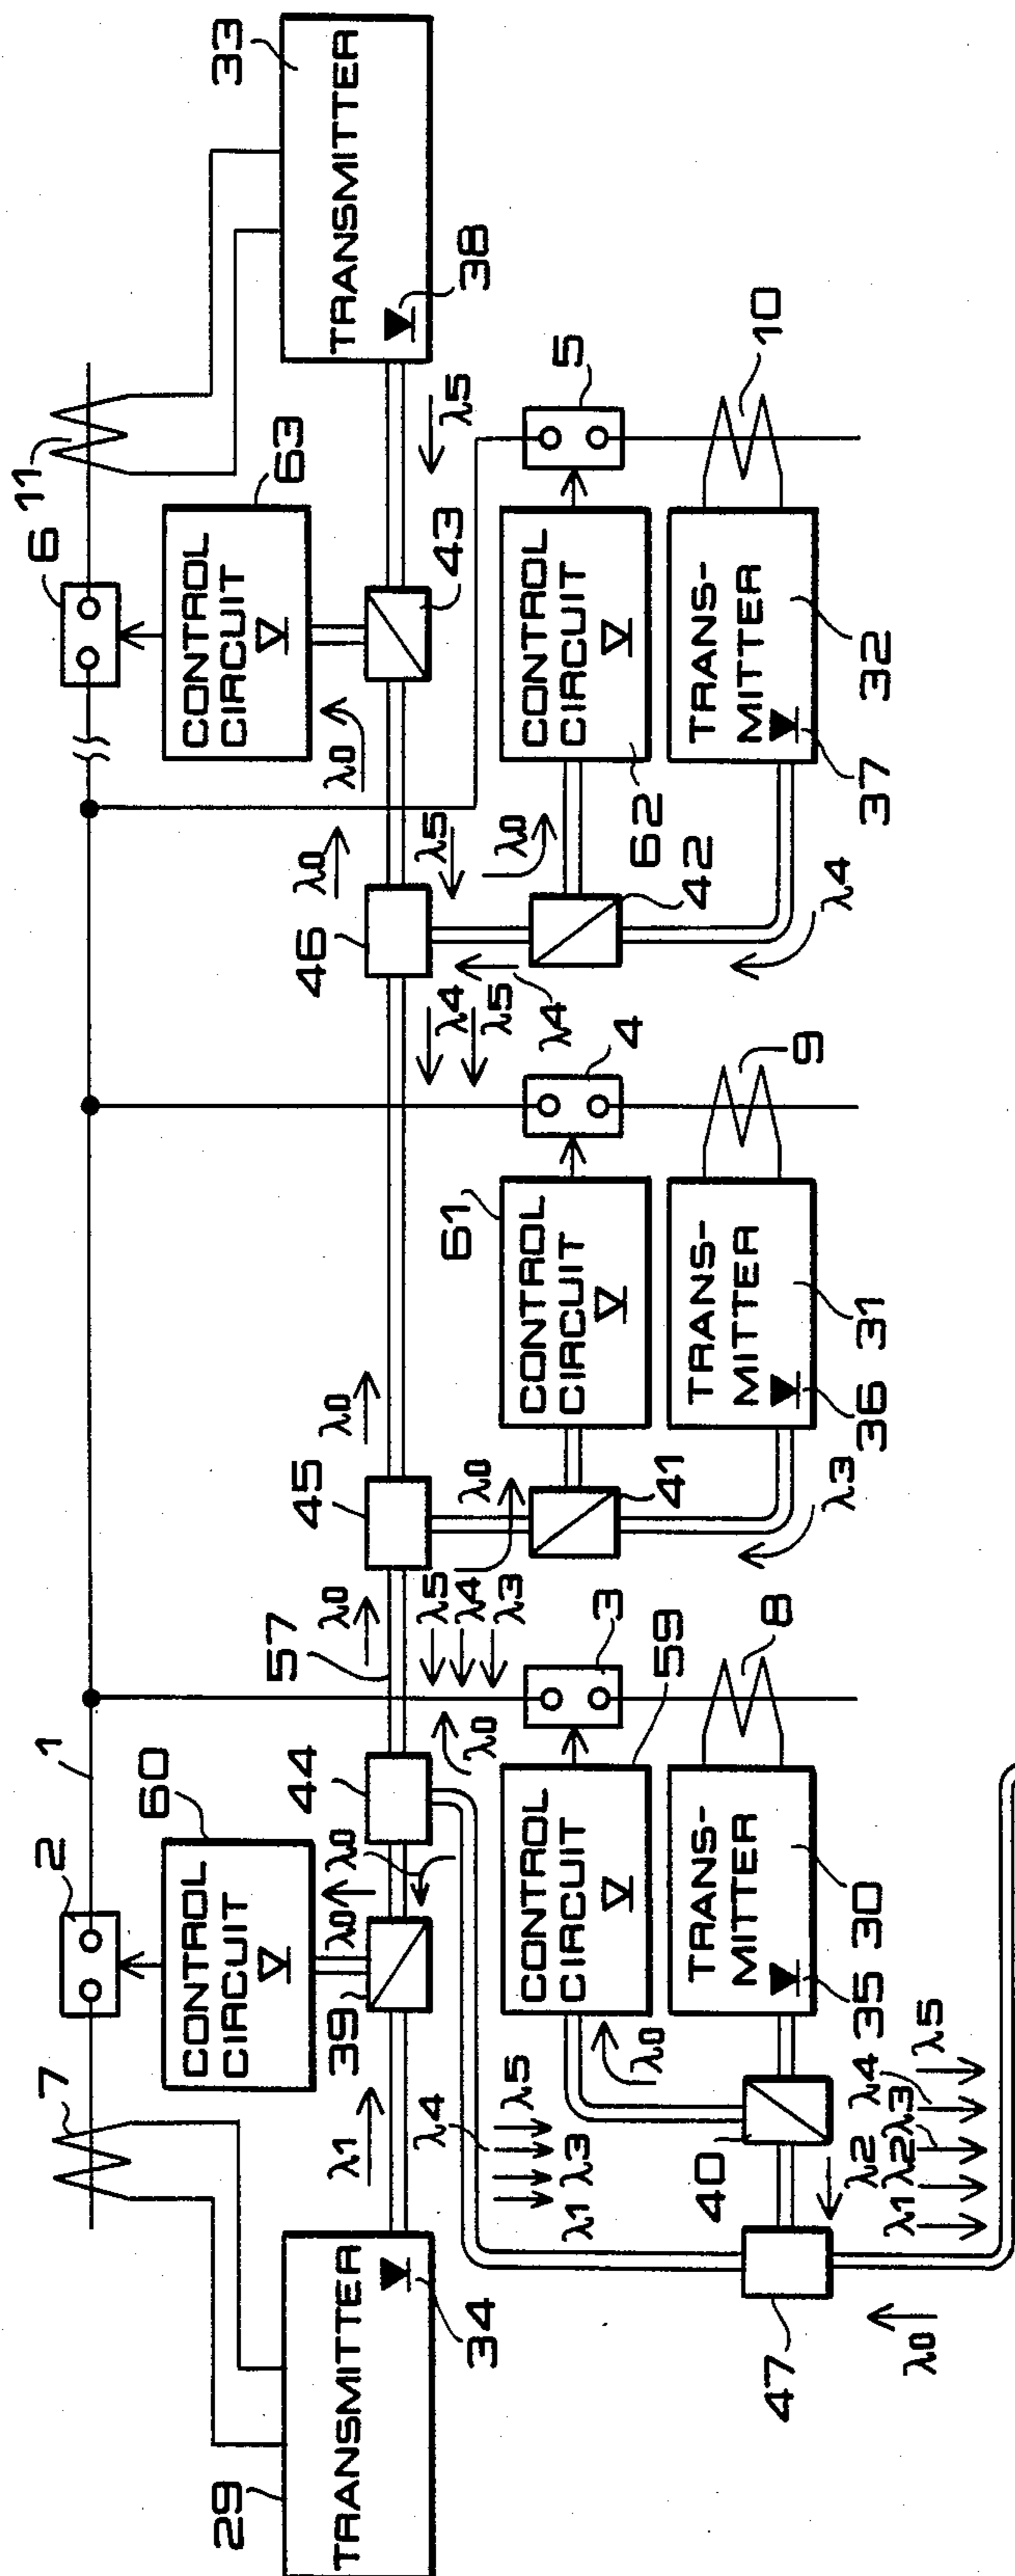 33
TRANSMITTER
38
11
6
63
CONTROL
CIRCUIT
λ5
43
5
10
CONTROL
CIRCUIT
62
TRANS-
MITTER
32
37
λ0
λ0
46
λ5
λ0
42
λ4
λ4
λ4
λ5
4
9
61
CONTROL
CIRCUIT
TRANS-
MITTER
31
36
λ0
45
λ0
41
λ3
λ0
57
λ5
λ4
λ3
3
8
1
44
λ0
59
60
2
CONTROL
CIRCUIT
λ0
λ0
39
CONTROL
CIRCUIT
λ0
TRANS-
MITTER
30
35
7
λ1
λ4
λ5
λ3
λ1
40
λ2
λ5
λ4
λ3
λ2
λ1
47
λ0
34
29
TRANSMITTER